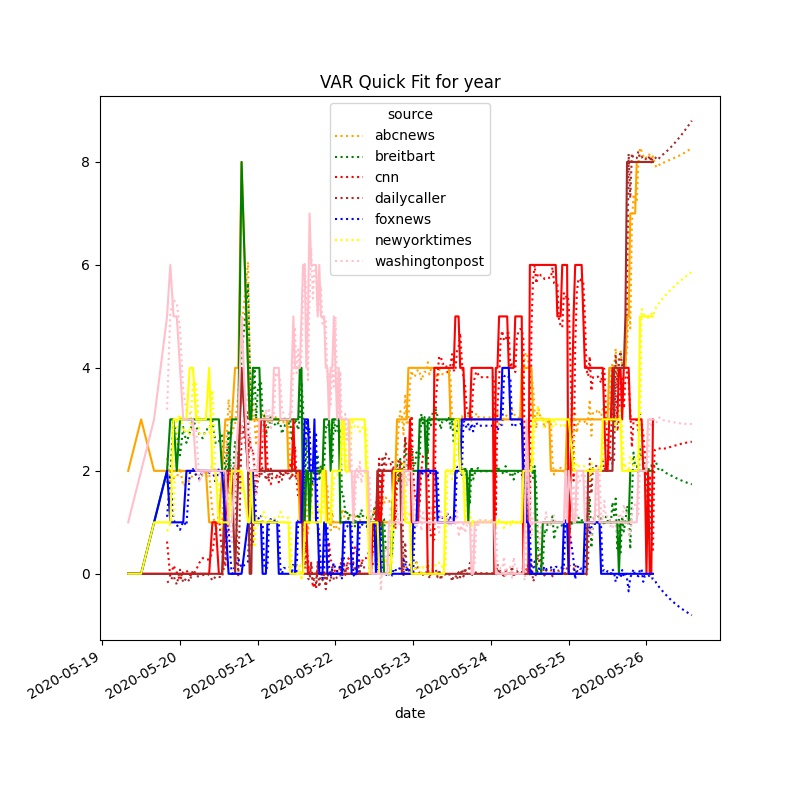 VAR Quick Fit for year
source
abcnews
breitbart
cnn
dailycaller
foxnews
newyorktimes
washingtonpost
8
6
4
2
0
2020-05-19
2020-05-20
2020-05-21
2020-05-22
2020-05-23
2020-05-24
2020-05-25
2020-05-26
date